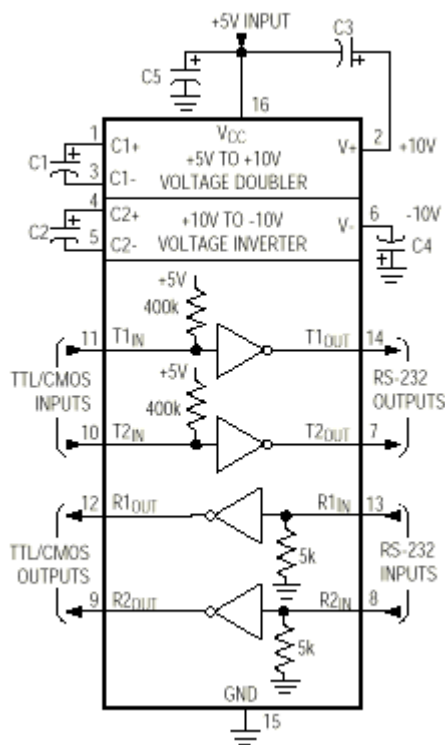 +5V INPUT
C3
+
C5
+
16
1
C1+
VCC
V+
2
+10V
+
C1
3
C1-
+5V TO +10V
VOLTAGE DOUBLER
4
C2+
+
C2
5
C2-
+10V TO -10V
VOLTAGE INVERTER
V-
6
-10V
+
C4
+5V
400k
11
T1IN
T1OUT
14
TTL/CMOS
INPUTS
+5V
400k
RS-232
OUTPUTS
10
T2IN
T2OUT
7
12
R1OUT
R1IN
13
TTL/CMOS
OUTPUTS
5k
RS-232
INPUTS
9
R2OUT
R2IN
8
5k
GND
15